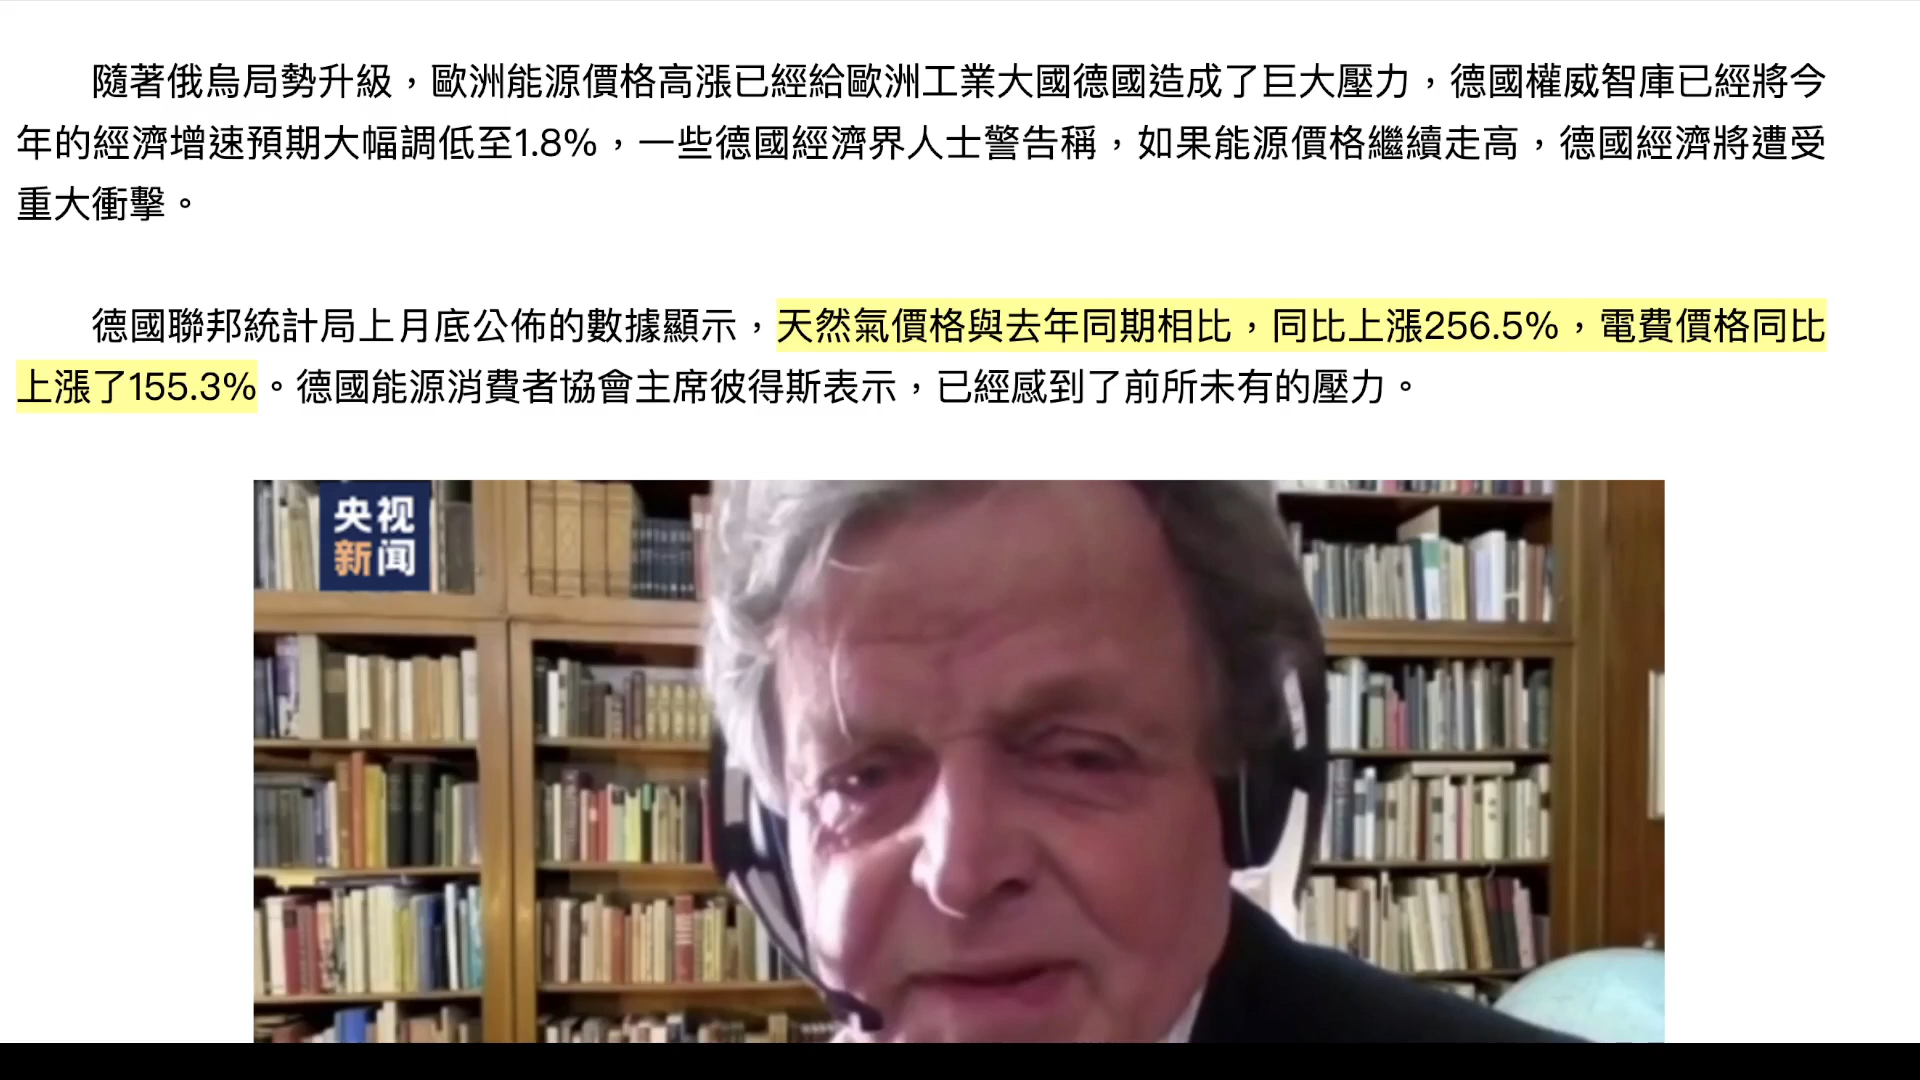 隨著俄烏局勢升級，歐洲能源價格高漲已經給歐洲工業大國德國造成了巨大壓力，德國權威智庫已經將今
年的經濟增速預期大幅調低至1.8%，一些德國經濟界人士警告稱，如果能源價格繼續走高，德國經濟將遭受
重大衝擊。
德國聯邦統計局上月底公佈的數據顯示，天然氣價格與去年同期相比，同比上漲256.5%，電費價格同比
上漲了155.3%。德國能源消費者協會主席彼得斯表示，已經感到了前所未有的壓力。
央视
新闻